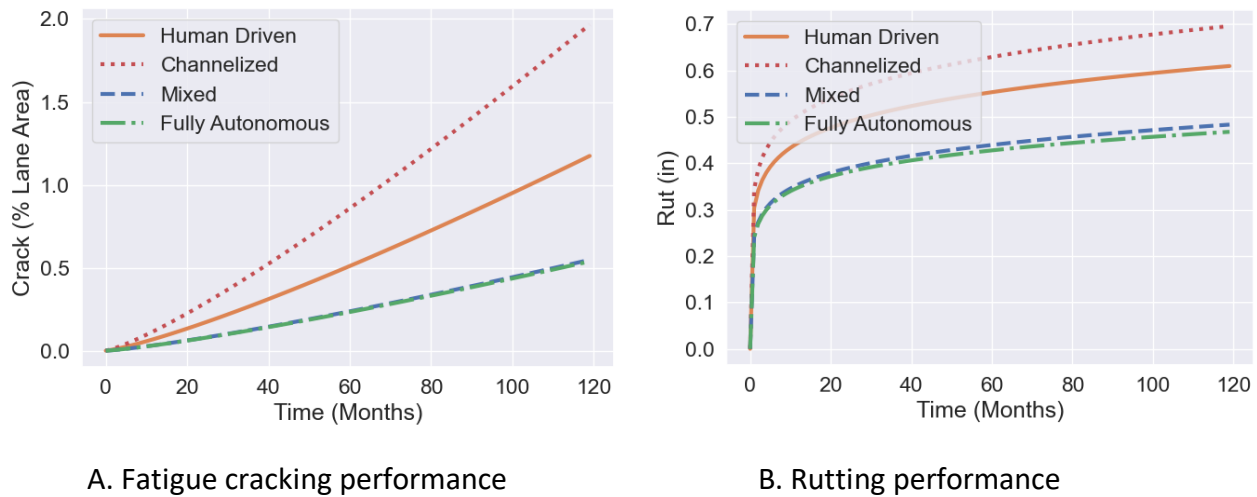 2.0
1.5
1.0
0.5
0.0
Crack (% Lane Area)
Human Driven
Channelized
Mixed
Fully Autonomous
0 20 40 60 80 100 120
Time (Months)
A. Fatigue cracking performance
0.7
0.6
0.5
0.4
0.3
0.2
0.1
0.0
Rut (in)
Human Driven
Channelized
Mixed
Fully Autonomous
0 20 40 60 80 100 120
Time (Months)
B. Rutting performance